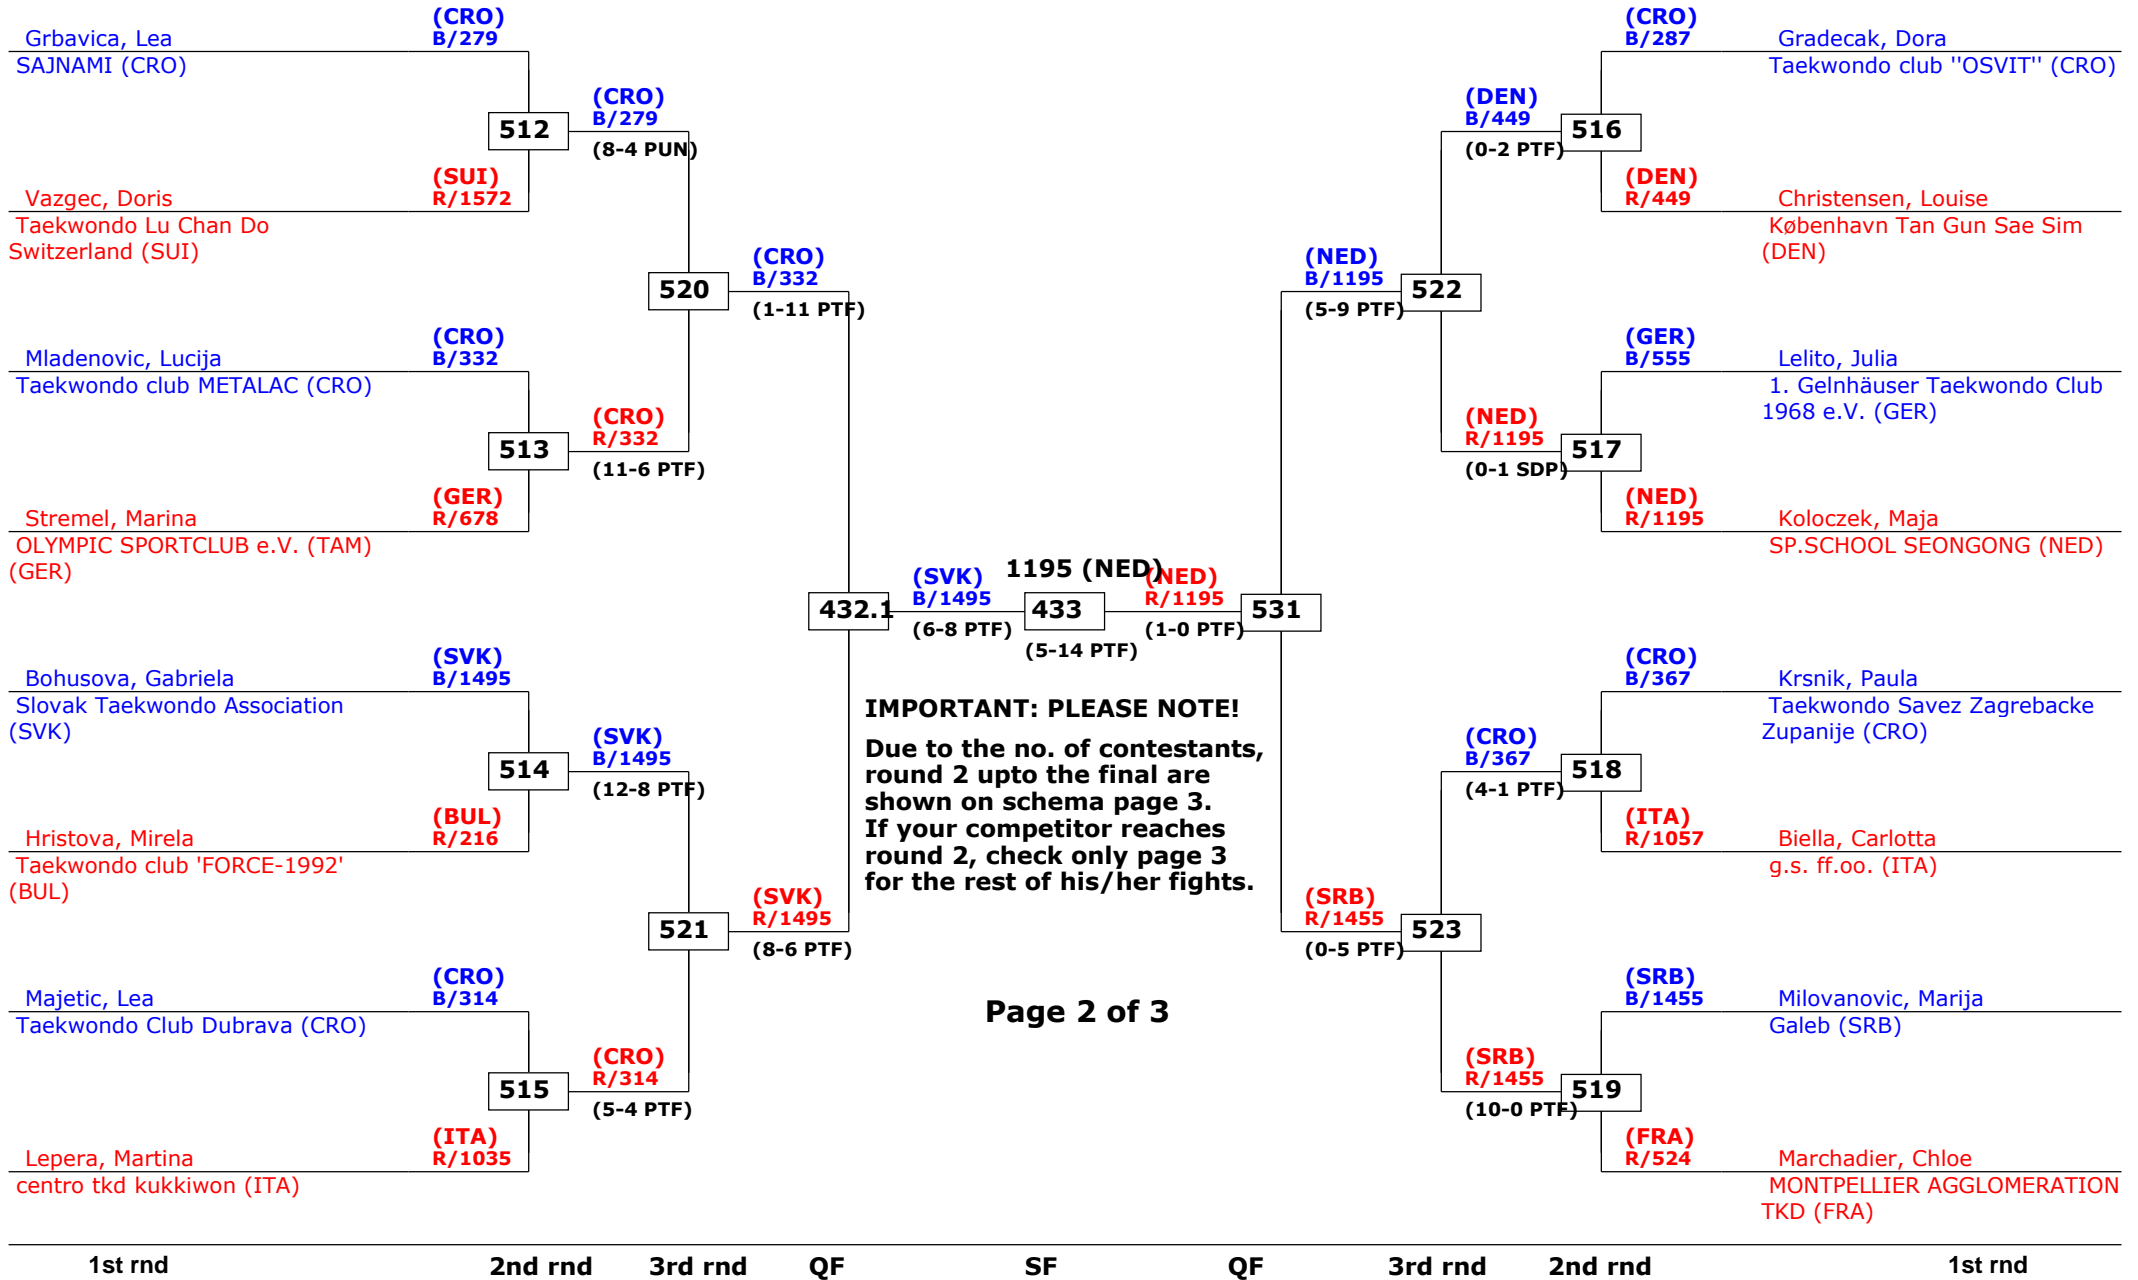 (CRO)
Grbavica, Lea B/279
SAJNAMI (CRO)
512
(CRO)
B/279
(8-4 PUN)
(SUI)
Vazgec, Doris R/1572
Taekwondo Lu Chan Do
Switzerland (SUI)
520
(CRO)
B/332
(1-11 PTF)
(CRO)
Mladenovic, Lucija B/332
Taekwondo club METALAC (CRO)
513
(CRO)
R/332
(11-6 PTF)
(GER)
Stremel, Marina R/678
OLYMPIC SPORTCLUB e.V. (TAM)
(GER)
432.1
(SVK)
B/1495
(6-8 PTF)
(SVK)
Bohusova, Gabriela B/1495
Slovak Taekwondo Association
(SVK)
514
(SVK)
B/1495
(12-8 PTF)
(BUL)
Hristova, Mirela R/216
Taekwondo club 'FORCE-1992'
(BUL)
521
(SVK)
R/1495
(8-6 PTF)
(CRO)
Majetic, Lea B/314
Taekwondo Club Dubrava (CRO)
515
(CRO)
R/314
(5-4 PTF)
(ITA)
Lepera, Martina R/1035
centro tkd kukkiwon (ITA)
1195 (NED)
433
(5-14 PTF)
IMPORTANT: PLEASE NOTE!
Due to the no. of contestants,
round 2 upto the final are
shown on schema page 3.
If your competitor reaches
round 2, check only page 3
for the rest of his/her fights.
Page 2 of 3
(CRO)
B/287 Gradecak, Dora
Taekwondo club ''OSVIT'' (CRO)
(DEN)
B/449
(0-2 PTF)
516
(DEN)
R/449 Christensen, Louise
København Tan Gun Sae Sim
(DEN)
(NED)
B/1195
(5-9 PTF)
522
(GER)
B/555 Lelito, Julia
1. Gelnhäuser Taekwondo Club
1968 e.V. (GER)
(NED)
R/1195
(0-1 SDP)
517
(NED)
R/1195 Koloczek, Maja
SP.SCHOOL SEONGONG (NED)
(NED)
R/1195
(1-0 PTF)
531
(CRO)
B/367 Krsnik, Paula
Taekwondo Savez Zagrebacke
Zupanije (CRO)
(CRO)
B/367
(4-1 PTF)
518
(ITA)
R/1057 Biella, Carlotta
g.s. ff.oo. (ITA)
(SRB)
R/1455
(0-5 PTF)
523
(SRB)
B/1455 Milovanovic, Marija
Galeb (SRB)
(SRB)
R/1455
(10-0 PTF)
519
(FRA)
R/524 Marchadier, Chloe
MONTPELLIER AGGLOMERATION
TKD (FRA)
1st rnd 2nd rnd 3rd rnd QF SF QF 3rd rnd 2nd rnd 1st rnd